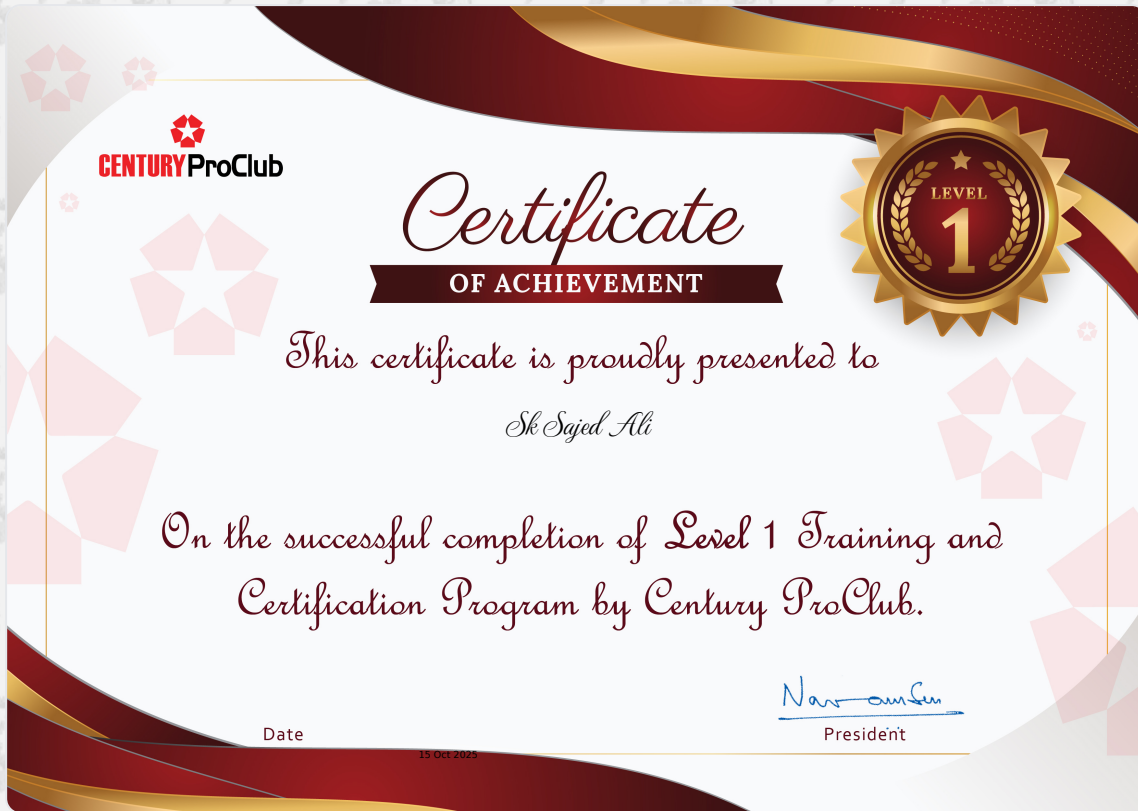 CENTURY ProClub
LEVEL
1
Certificate
OF ACHIEVEMENT
This certificate is proudly presented to
Sk Sajed Ali
On the successful completion of Level 1 Training and
Certification Program by Century ProClub.
Date
President
15 Oct 2025